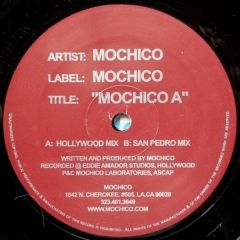 ARTIST: MOCHICO
LABEL: MOCHICO
TITLE: "MOCHICO A"
A: HOLLYWOOD MIX B: SAN PEDRO MIX
WRITTEN AND PRODUCED BY MOCHICO
RECORDED @ EDDIE AMADOR STUDIOS, HOLLYWOOD
P&C MOCHICO LABORATORIES, ASCAP
MOCHICO
1642 N. CHEROKEE, #505, LA,CA 90028
323.461.3649
WWW.MOCHICO.COM